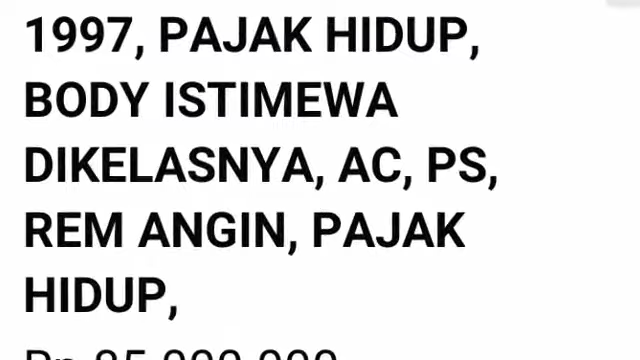 1997, PAJAK HIDUP,
BODY ISTIMEWA
DIKELASNYA, AC, PS,
REM ANGIN, PAJAK
HIDUP,